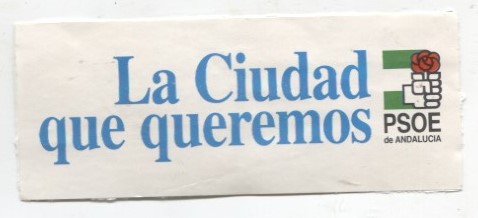 La Ciudad
que queremos
PSOE
de ANDALUCIA